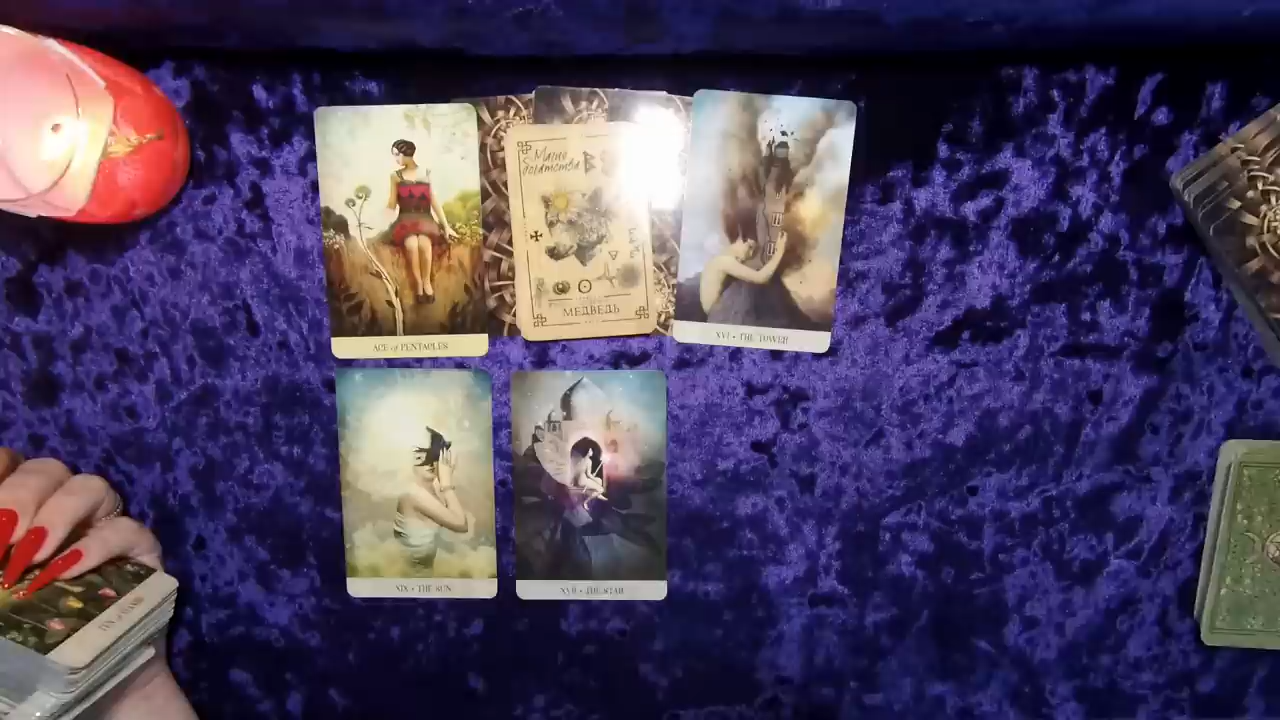 Магия
богатства
МЕДВЕДЬ
ACE of PENTACLES
XVI • THE TOWER
XIX • THE SUN
XVII • THE STAR